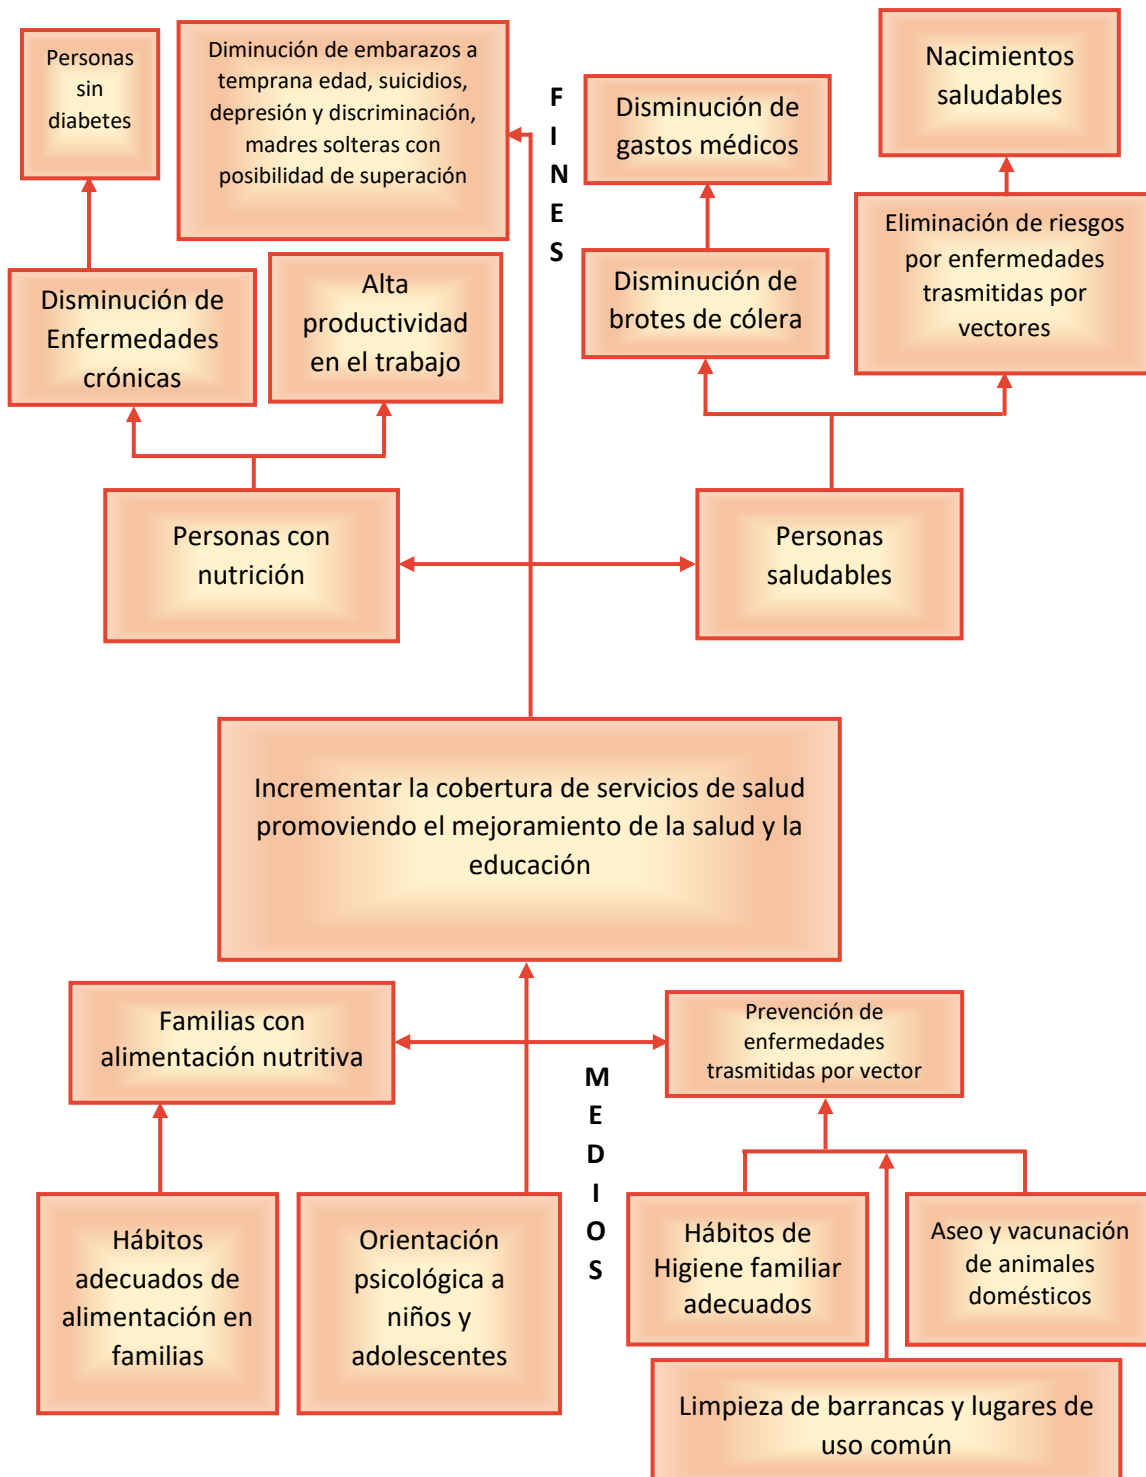 Personas
sin
diabetes
Diminución de embarazos a
temprana edad, suicidios,
depresión y discriminación,
madres solteras con
posibilidad de superación
F
I
N
E
S
Disminución de
gastos médicos
Nacimientos
saludables
Disminución de
Enfermedades
crónicas
Alta
productividad
en el trabajo
Disminución de
brotes de cólera
Eliminación de riesgos
por enfermedades
trasmitidas por
vectores
Personas con
nutrición
Personas
saludables
Incrementar la cobertura de servicios de salud
promoviendo el mejoramiento de la salud y la
educación
Familias con
alimentación nutritiva
Prevención de
enfermedades
trasmitidas por vector
M
E
D
I
O
S
Hábitos
adecuados de
alimentación en
familias
Orientación
psicológica a
niños y
adolescentes
Hábitos de
Higiene familiar
adecuados
Aseo y vacunación
de animales
domésticos
Limpieza de barrancas y lugares de
uso común